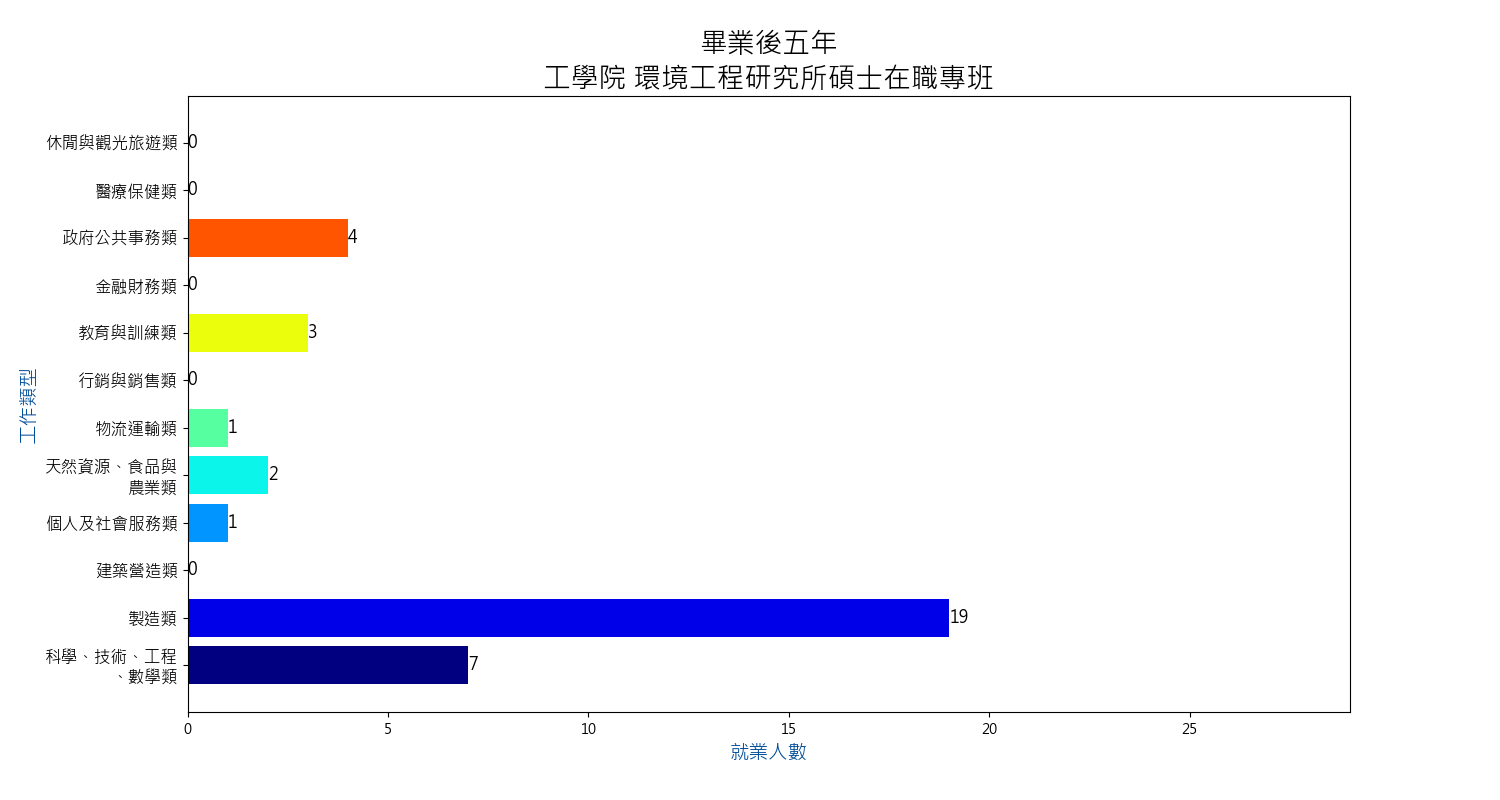 畢業後五年
工學院 環境工程研究所碩士在職專班
休閒與觀光旅遊類 0
醫療保健類 0
政府公共事務類 4
金融財務類 0
教育與訓練類 3
行銷與銷售類 0
物流運輸類 1
天然資源、食品與
農業類 2
個人及社會服務類 1
建築營造類 0
製造類 19
科學、技術、工程
、數學類 7
工作類型
0 5 10 15 20 25
就業人數